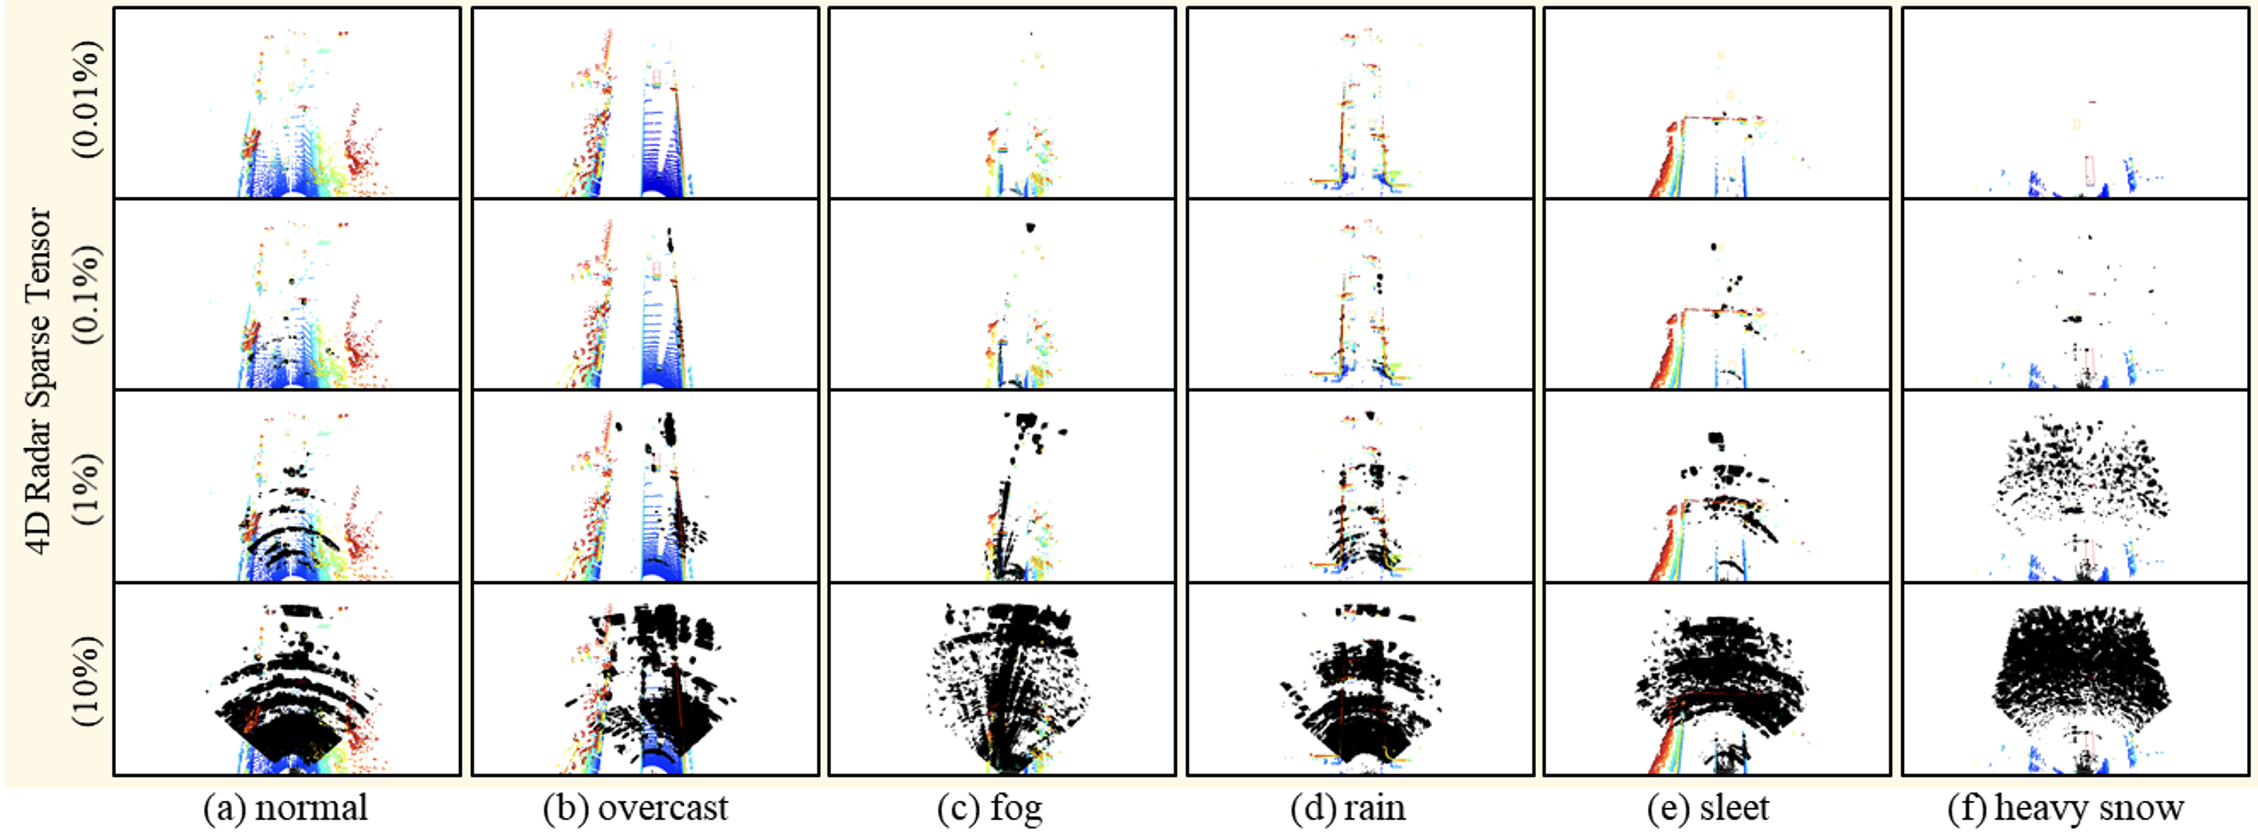 4D Radar Sparse Tensor
(0.01%)
(0.1%)
(1%)
(10%)
(a) normal
(b) overcast
(c) fog
(d) rain
(e) sleet
(f) heavy snow